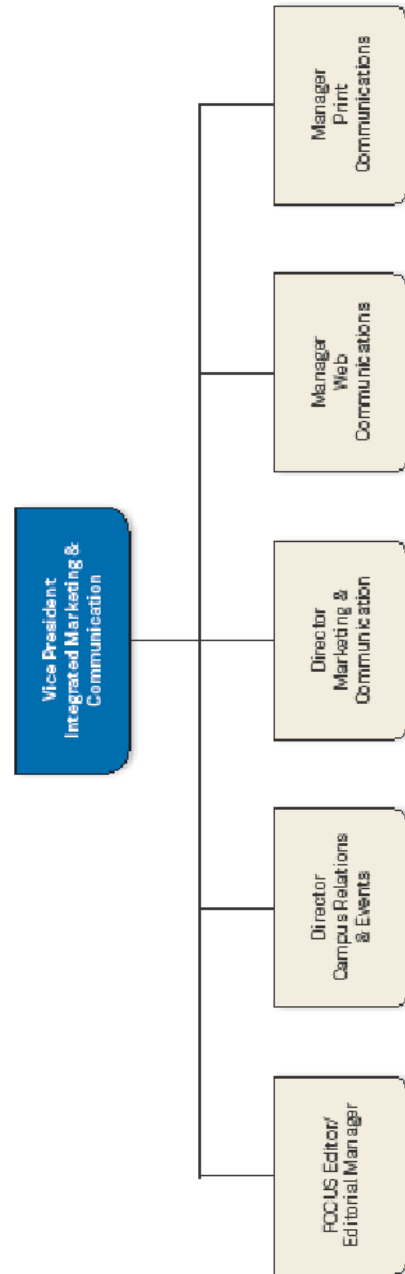 Vice President
Integrated Marketing &
Communication
FOCUS Editor/
Editorial Manager
Director
Campus Relations
& Events
Director
Marketing &
Communication
Manager
Web
Communications
Manager
Print
Communications